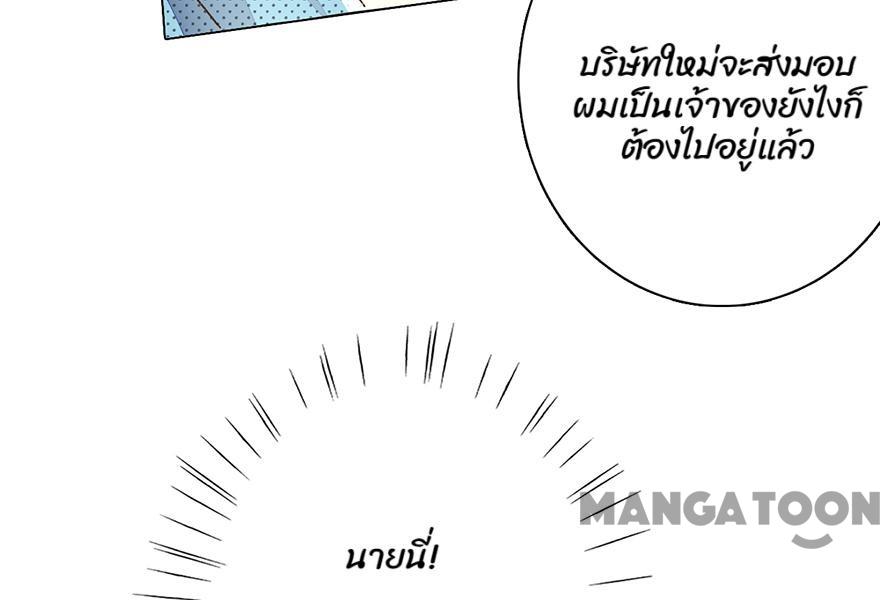 บริษัทใหม่จะส่งมอบ
ผมเป็นเจ้าของยังไงก็
ต้องไปอยู่แล้ว
MANGATOON
นายนี่!